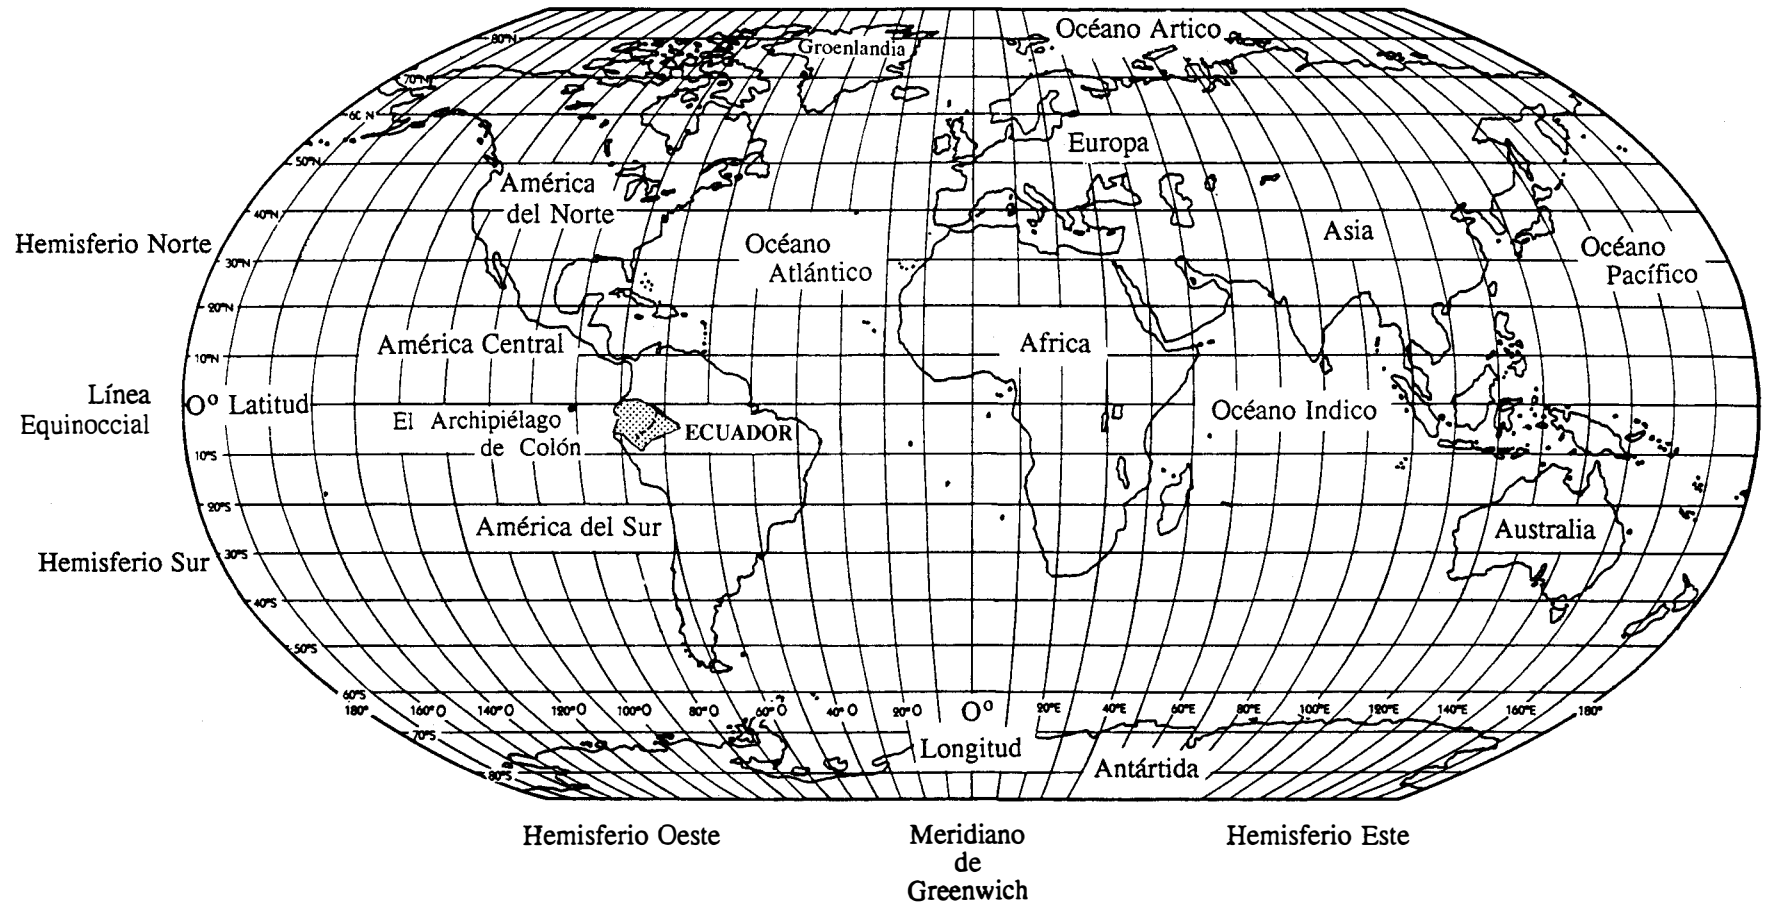 Océano Artico
80°N
Groenlandia
70°N
60 N
Europa
50°N
América
del Norte
40°N
Hemisferio Norte
Océano
Atlántico
Asia
Océano
Pacífico
30°N
20°N
América Central
Africa
10°N
Línea
Equinoccial
0° Latitud
El Archipiélago
de Colón
ECUADOR
Océano Indico
10°S
20°S
América del Sur
Australia
Hemisferio Sur
30°S
40°S
50°S
60°S
180° 160° O 140° O 120° O 100° O 80° O 60° O 40° O 20° O 0° 20°E 40°E 60°E 80°E 100°E 120°E 140°E 160°E 180°
70°S
Longitud
Antártida
80°S
Hemisferio Oeste
Meridiano
de
Greenwich
Hemisferio Este